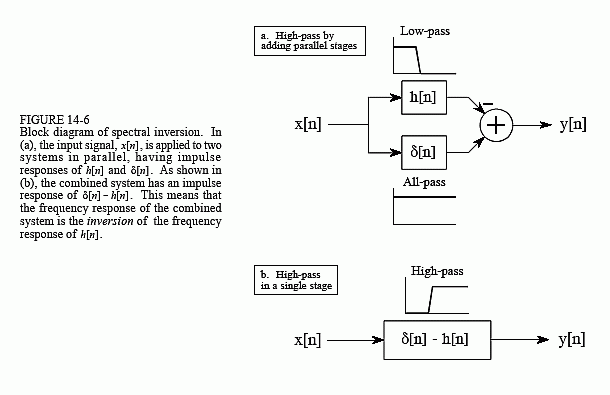 a. High-pass by
adding parallel stages
Low-pass
h[n]
x[n]
−
+
y[n]
δ[n]
All-pass
FIGURE 14-6
Block diagram of spectral inversion. In
(a), the input signal, x[n], is applied to two
systems in parallel, having impulse
responses of h[n] and δ[n]. As shown in
(b), the combined system has an impulse
response of δ[n] - h[n]. This means that
the frequency response of the combined
system is the inversion of the frequency
response of h[n].
b. High-pass
in a single stage
High-pass
x[n]
δ[n] - h[n]
y[n]